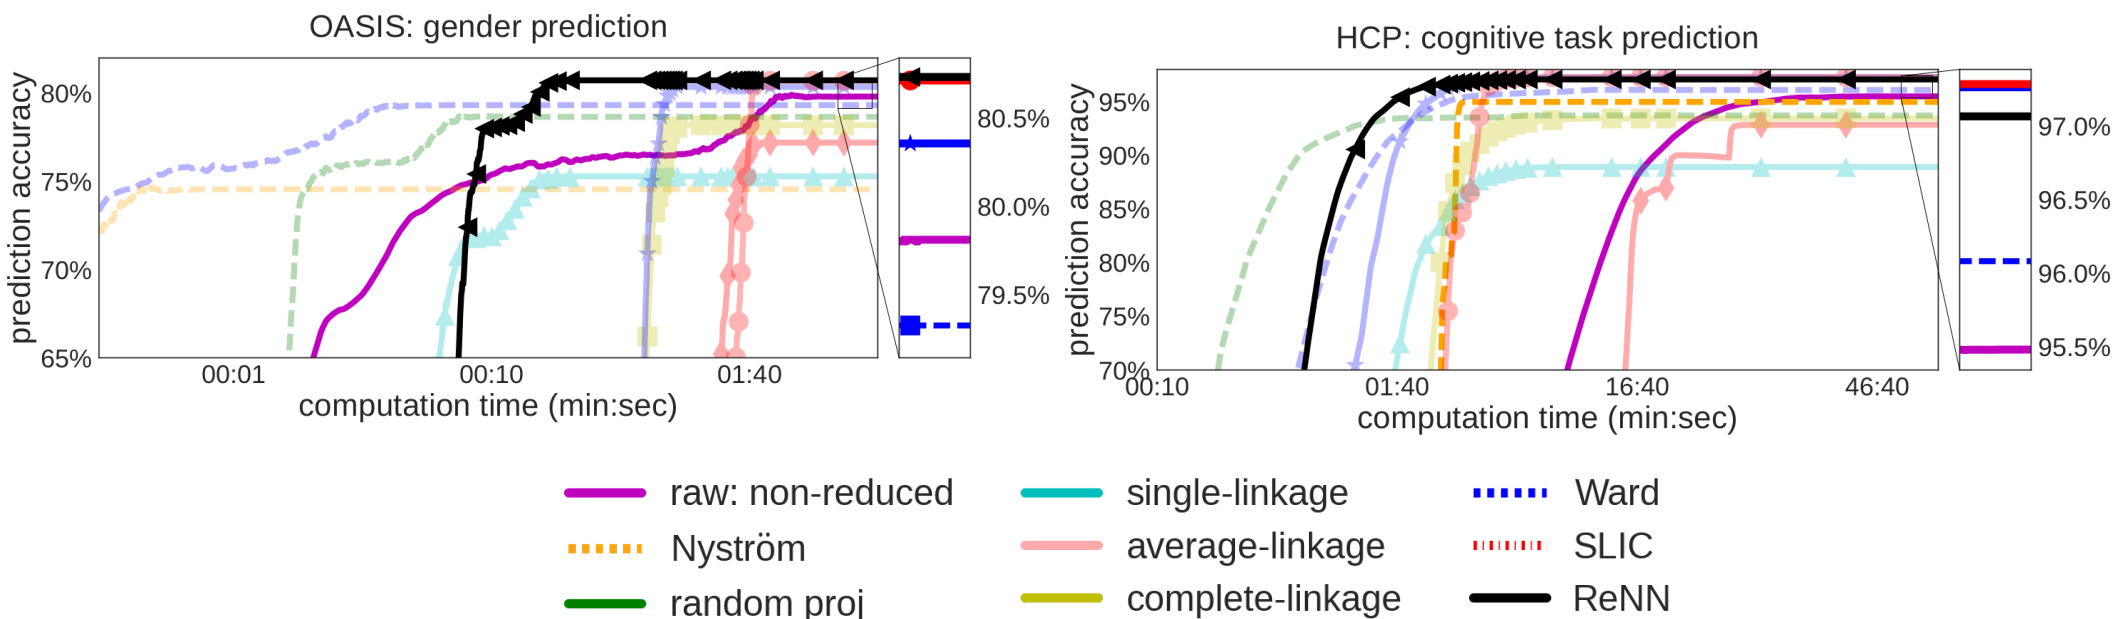 OASIS: gender prediction
prediction accuracy
80%
75%
70%
65%
00:01
00:10
01:40
computation time (min:sec)
80.5%
80.0%
79.5%
HCP: cognitive task prediction
prediction accuracy
95%
90%
85%
80%
75%
70%
00:10
01:40
16:40
46:40
computation time (min:sec)
97.0%
96.5%
96.0%
95.5%
raw: non-reduced
Nyström
random proj
single-linkage
average-linkage
complete-linkage
Ward
SLIC
ReNN